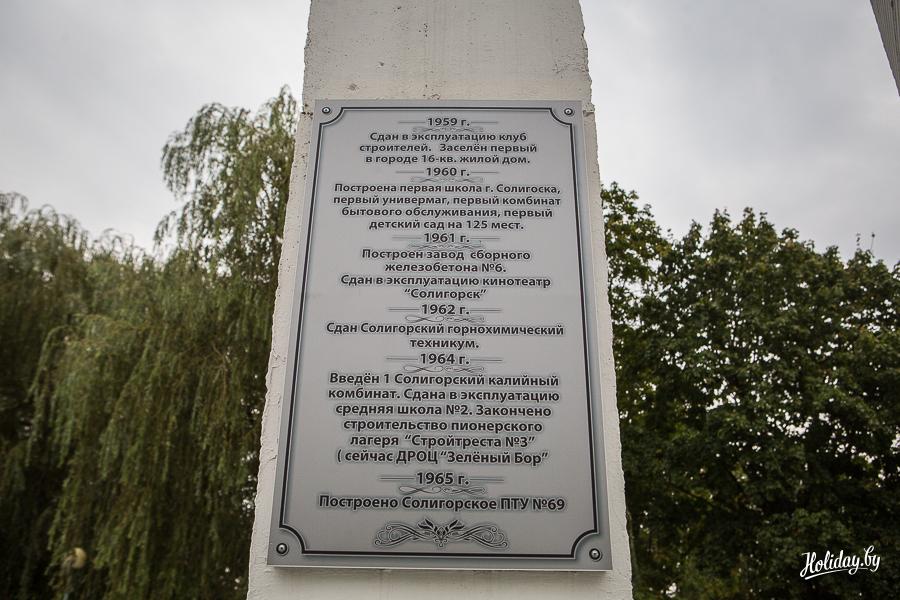 1959 г.
Сдан в эксплуатацию клуб
строителей. Заселён первый
в городе 16-кв. жилой дом.
1960 г.
Построена первая школа г. Солигоска,
первый универмаг, первый комбинат
бытового обслуживания, первый
детский сад на 125 мест.
1961 г.
Построен завод сборного
железобетона №6.
Сдан в эксплуатацию кинотеатр
"Солигорск"
1962 г.
Сдан Солигорский горнохимический
техникум.
1964 г.
Введён 1 Солигорский калийный
комбинат. Сдана в эксплуатацию
средняя школа №2. Закончено
строительство пионерского
лагеря "Стройтреста №3"
( сейчас ДРОЦ "Зелёный Бор"
1965 г.
Построено Солигорское ПТУ №69
Holiday.by